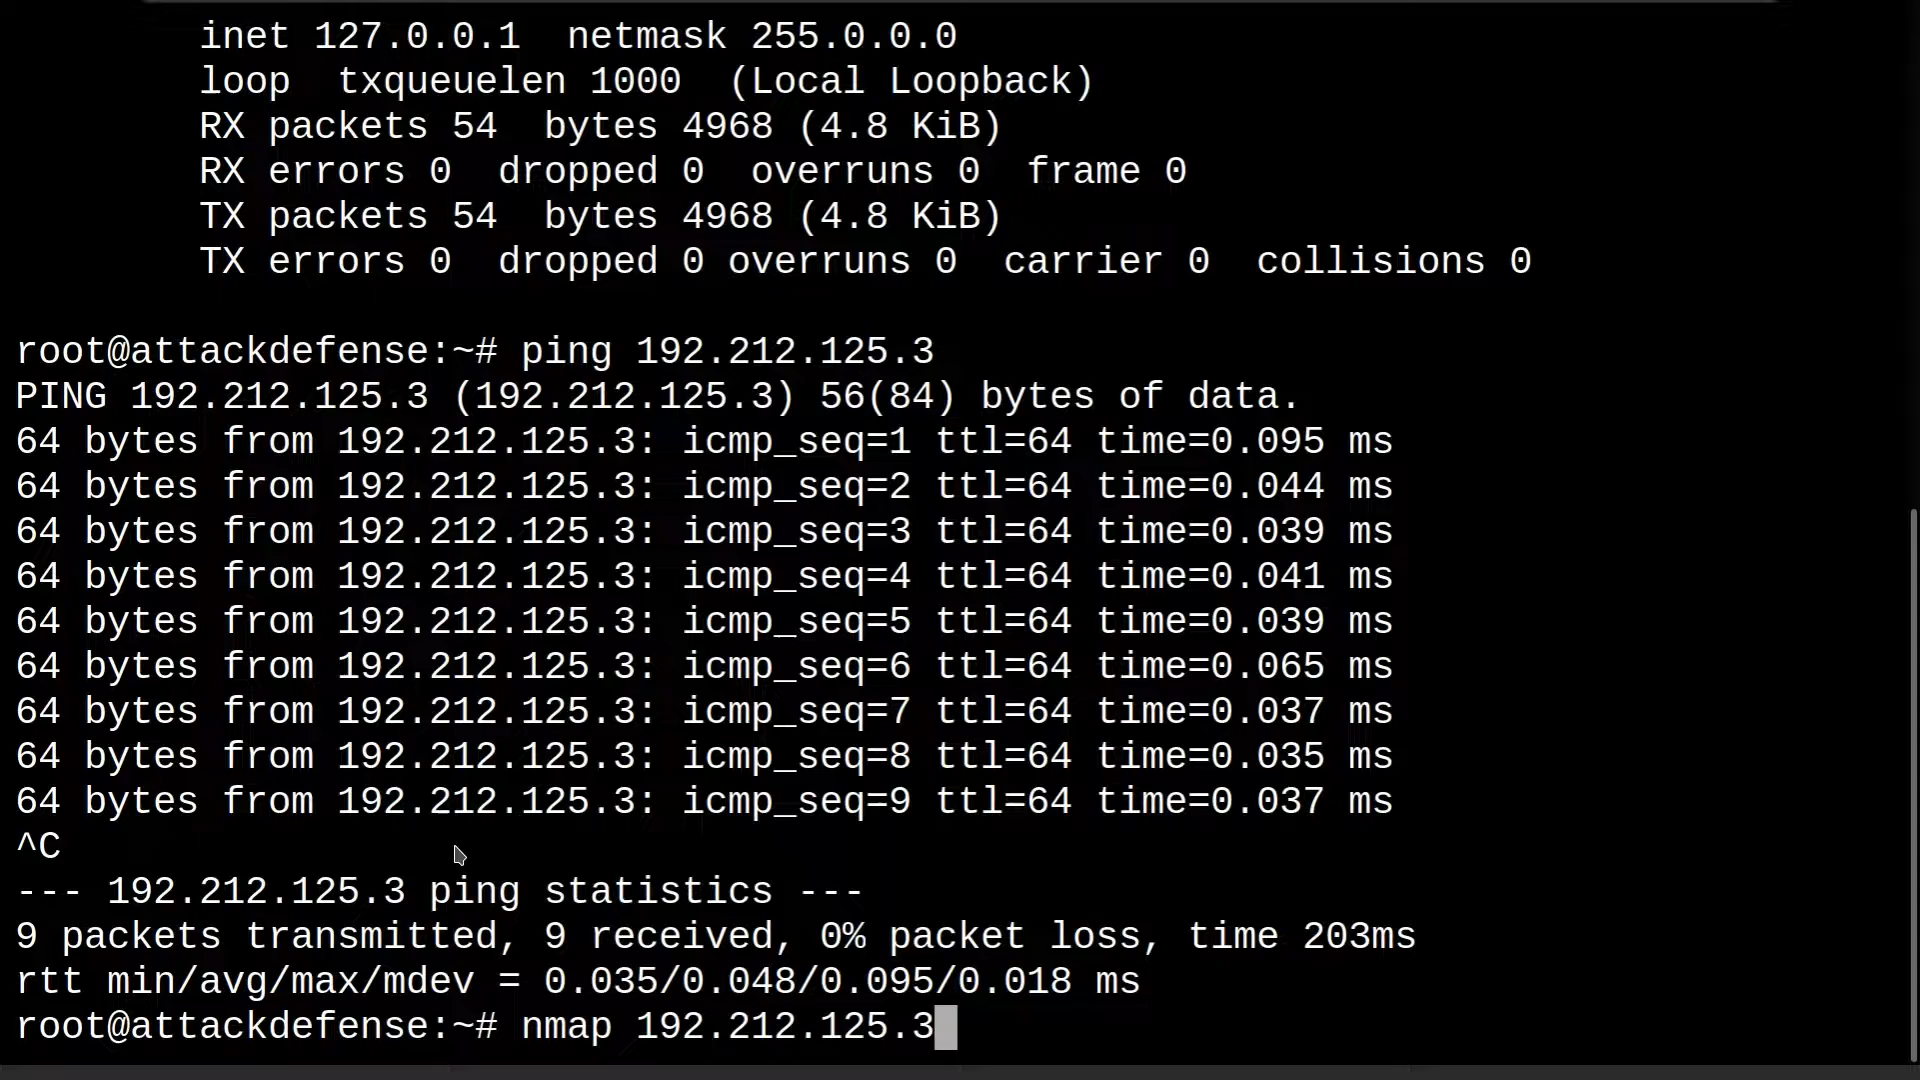 inet 127.0.0.1  netmask 255.0.0.0
loop  txqueuelen 1000  (Local Loopback)
RX packets 54  bytes 4968 (4.8 KiB)
RX errors 0  dropped 0  overruns 0  frame 0
TX packets 54  bytes 4968 (4.8 KiB)
TX errors 0  dropped 0 overruns 0  carrier 0  collisions 0
root@attackdefense:~# ping 192.212.125.3
PING 192.212.125.3 (192.212.125.3) 56(84) bytes of data.
64 bytes from 192.212.125.3: icmp_seq=1 ttl=64 time=0.095 ms
64 bytes from 192.212.125.3: icmp_seq=2 ttl=64 time=0.044 ms
64 bytes from 192.212.125.3: icmp_seq=3 ttl=64 time=0.039 ms
64 bytes from 192.212.125.3: icmp_seq=4 ttl=64 time=0.041 ms
64 bytes from 192.212.125.3: icmp_seq=5 ttl=64 time=0.039 ms
64 bytes from 192.212.125.3: icmp_seq=6 ttl=64 time=0.065 ms
64 bytes from 192.212.125.3: icmp_seq=7 ttl=64 time=0.037 ms
64 bytes from 192.212.125.3: icmp_seq=8 ttl=64 time=0.035 ms
64 bytes from 192.212.125.3: icmp_seq=9 ttl=64 time=0.037 ms
^C
--- 192.212.125.3 ping statistics ---
9 packets transmitted, 9 received, 0% packet loss, time 203ms
rtt min/avg/max/mdev = 0.035/0.048/0.095/0.018 ms
root@attackdefense:~# nmap 192.212.125.3